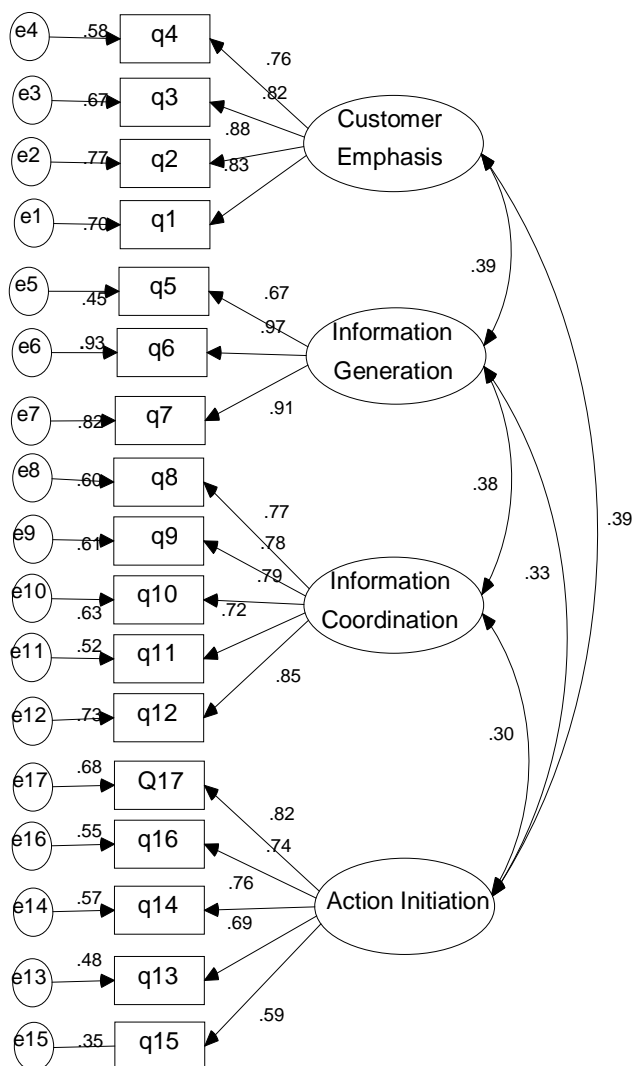 e4 .58 q4
.76
e3 .67 q3 .82
Customer
Emphasis
.88
e2 .77 q2 .83
e1 .70 q1
.39
e5 .45 q5 .67
.97
Information
Generation
e6 .93 q6
.91
e7 .82 q7
e8 .60 q8
.38
.77
.39
e9 .61 q9 .78
.33
.79
Information
Coordination
e10 .63 q10 .72
e11 .52 q11
.85
e12 .73 q12
.30
e17 .68 Q17
.82
e16 .55 q16 .74
.76
e14 .57 q14
Action Initiation
.69
e13 .48 q13
.59
e15 .35 q15